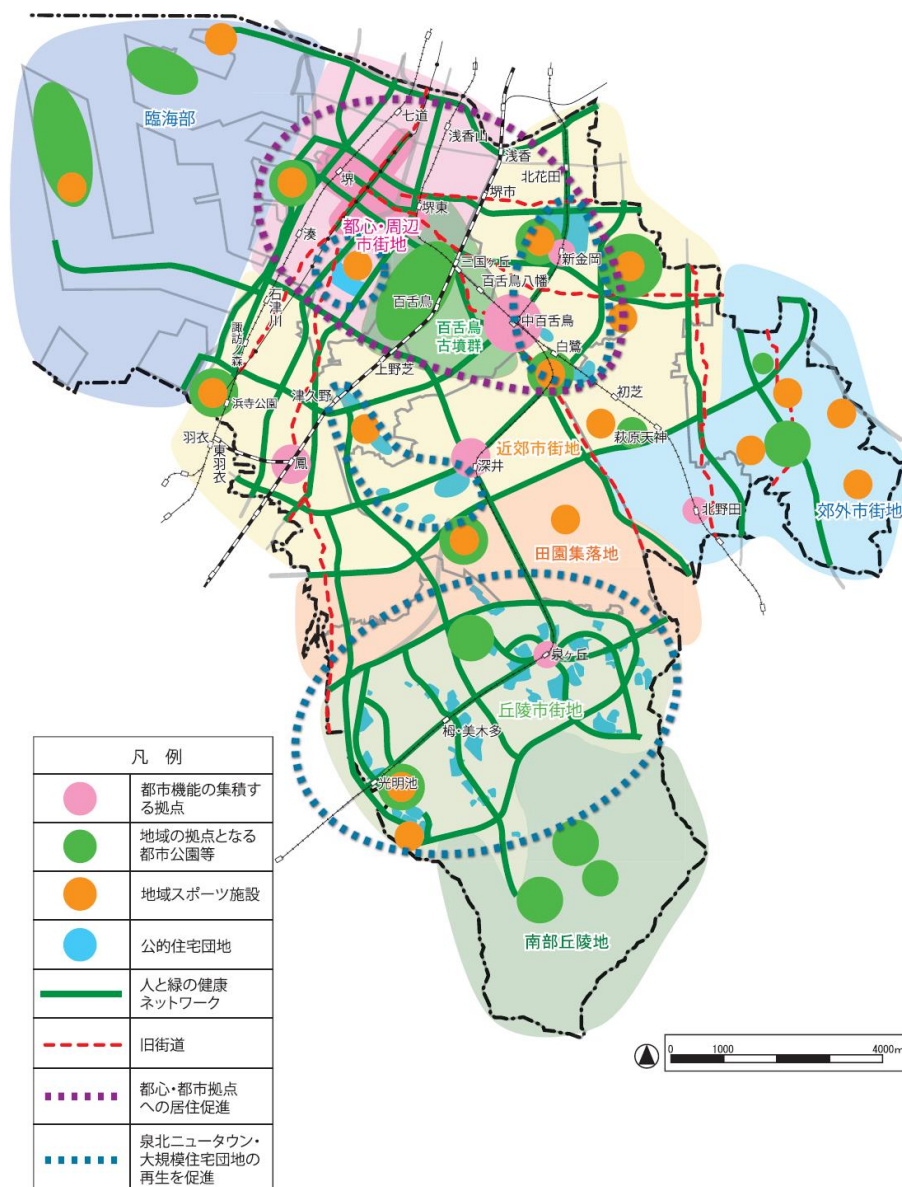 臨海部
七道
浅香山
浅香
北花田
堺
堺東
堺市
都心・周辺
市街地
湊
三国ヶ丘
新金岡
百舌鳥八幡
百舌鳥
中百舌鳥
石津川
百舌鳥
古墳群
白鷺
諏訪ノ森
上野芝
初芝
浜寺公園
津久野
萩原天神
近郊市街地
羽衣
東羽衣
鳳
深井
北野田
郊外市街地
田園集落地
泉ヶ丘
丘陵市街地
栂・美木多
光明池
南部丘陵地
凡 例
都市機能の集積す
る拠点
地域の拠点となる
都市公園等
地域スポーツ施設
公的住宅団地
人と緑の健康
ネットワーク
旧街道
都心・都市拠点
への居住促進
泉北ニュータウン・
大規模住宅団地の
再生を促進
0 1000 4000m